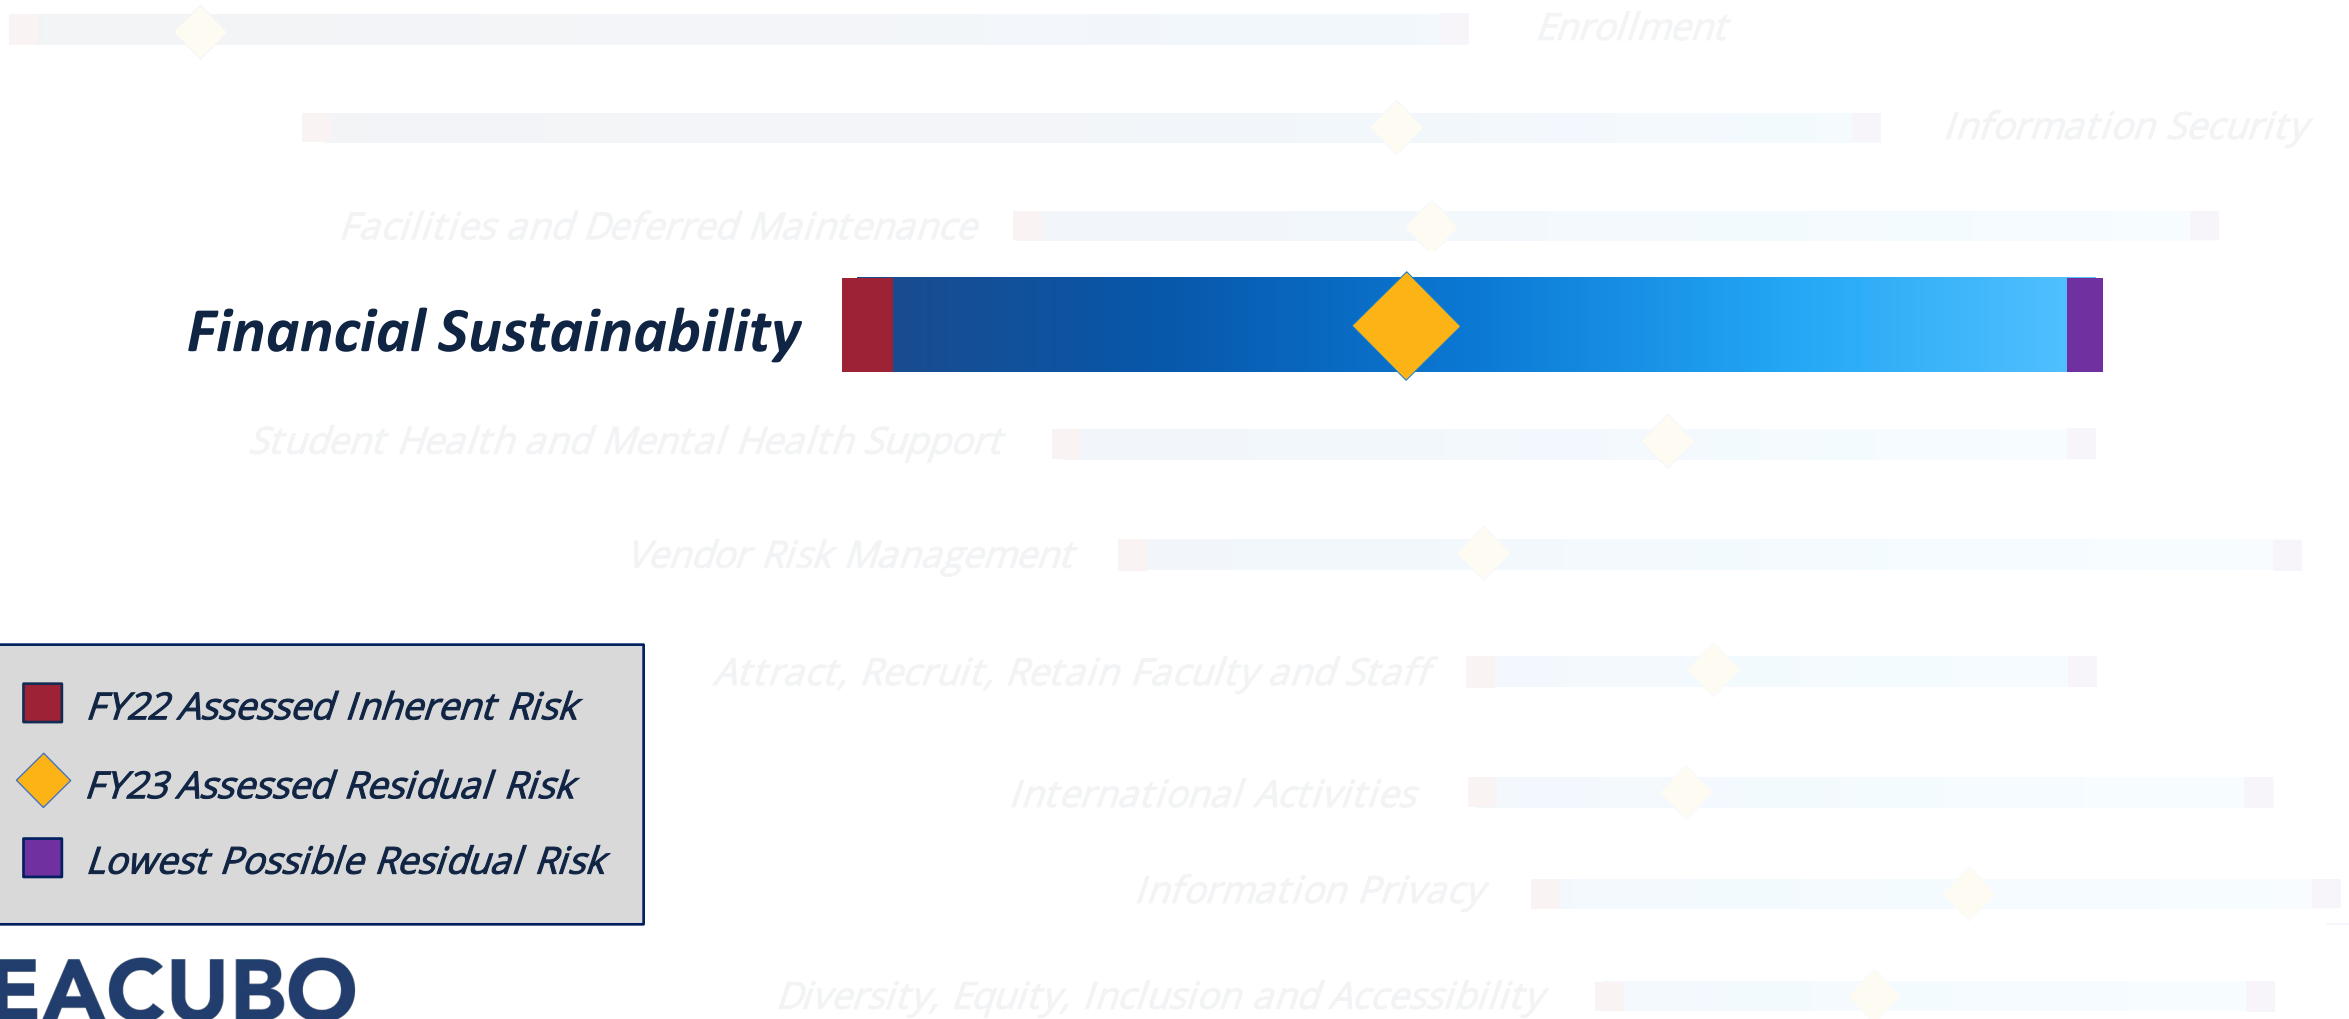 Enrollment
Information Security
Facilities and Deferred Maintenance
Financial Sustainability
Student Health and Mental Health Support
Vendor Risk Management
Attract, Recruit, Retain Faculty and Staff
FY22 Assessed Inherent Risk
FY23 Assessed Residual Risk
Lowest Possible Residual Risk
International Activities
Information Privacy
Diversity, Equity, Inclusion and Accessibility
EACUBO